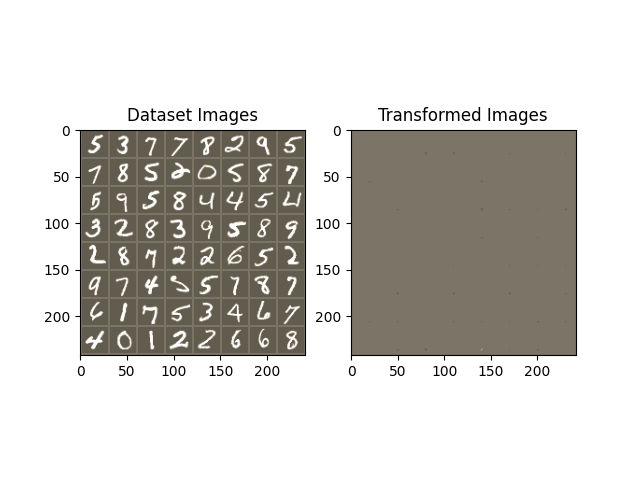 Dataset Images
Transformed Images
0
50
100
150
200
5 3 7 7 8 2 9 5
7 8 5 2 0 5 8 7
5 9 5 8 4 4 5 4
3 2 8 3 9 5 8 9
2 8 7 2 2 6 5 2
9 7 4 5 7 8 7
6 1 7 5 3 4 6 7
4 0 1 2 2 6 6 8
0 50 100 150 200
0
50
100
150
200
0 50 100 150 200